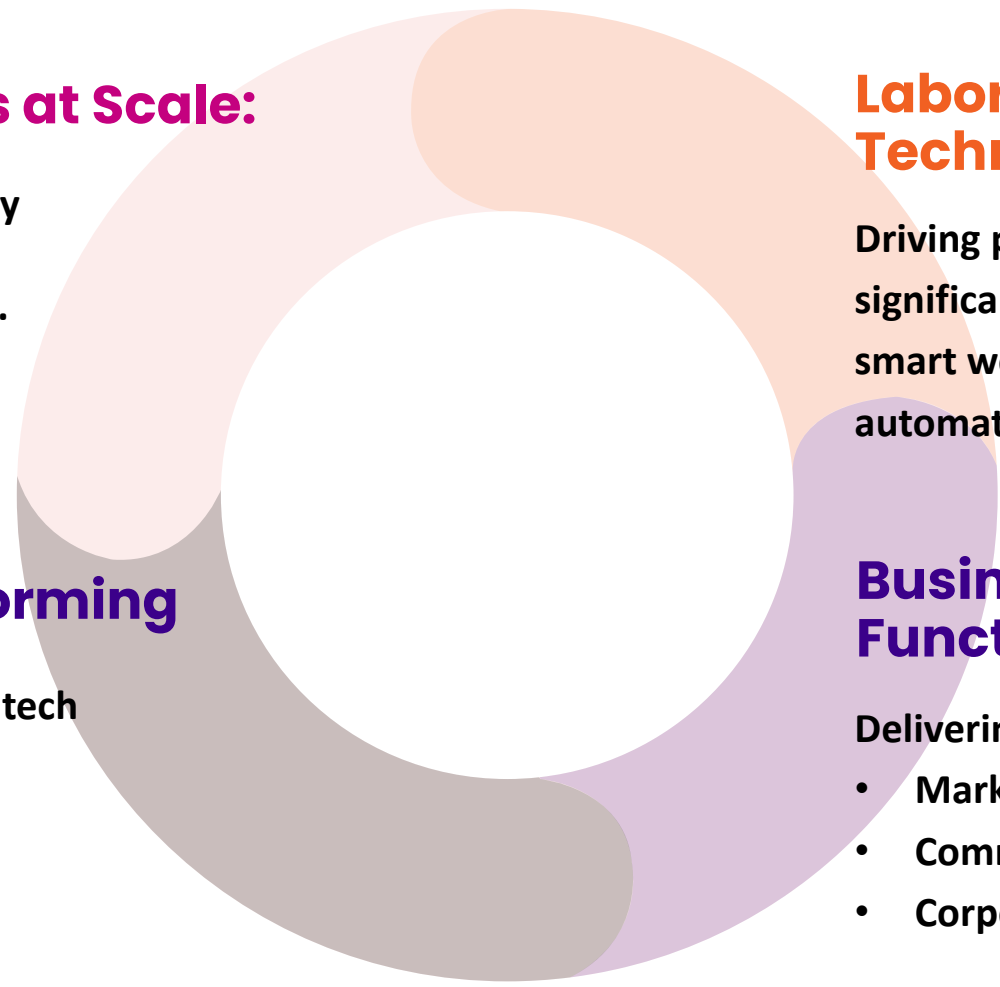 s at Scale:
y
.
Labor
Techn
Driving p
significa
smart w
automat
orming
tech
Busin
Funct
Deliverin
• Mark
• Comm
• Corp